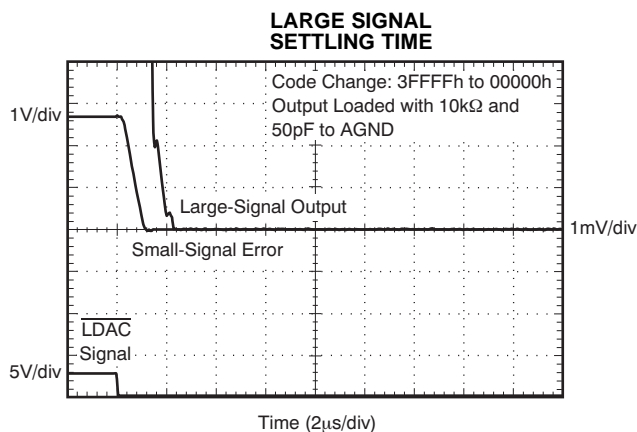 LARGE SIGNAL
SETTLING TIME
Code Change: 3FFFFh to 00000h
Output Loaded with 10kΩ and
50pF to AGND
1V/div
Large-Signal Output
1mV/div
Small-Signal Error
LDAC
Signal
5V/div
Time (2μs/div)